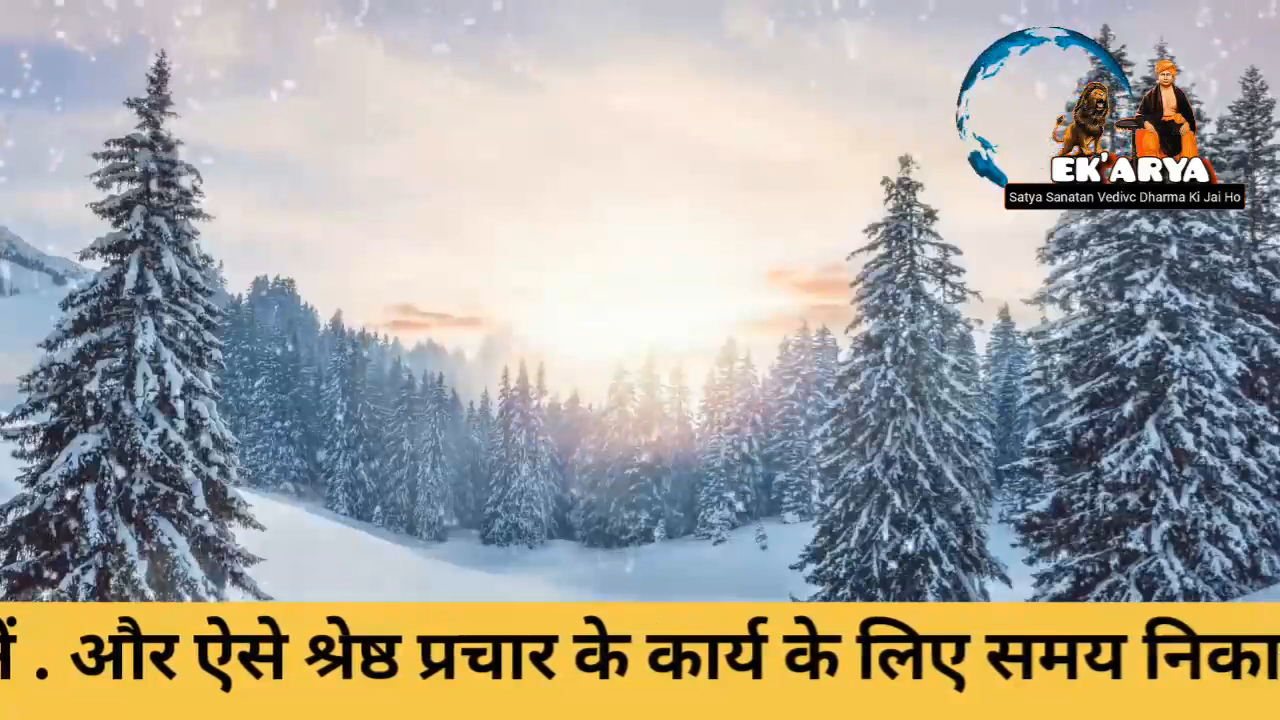 EK'ARYA
Satya Sanatan Vedivc Dharma Ki Jai Ho
. और ऐसे श्रेष्ठ प्रचार के कार्य के लिए समय